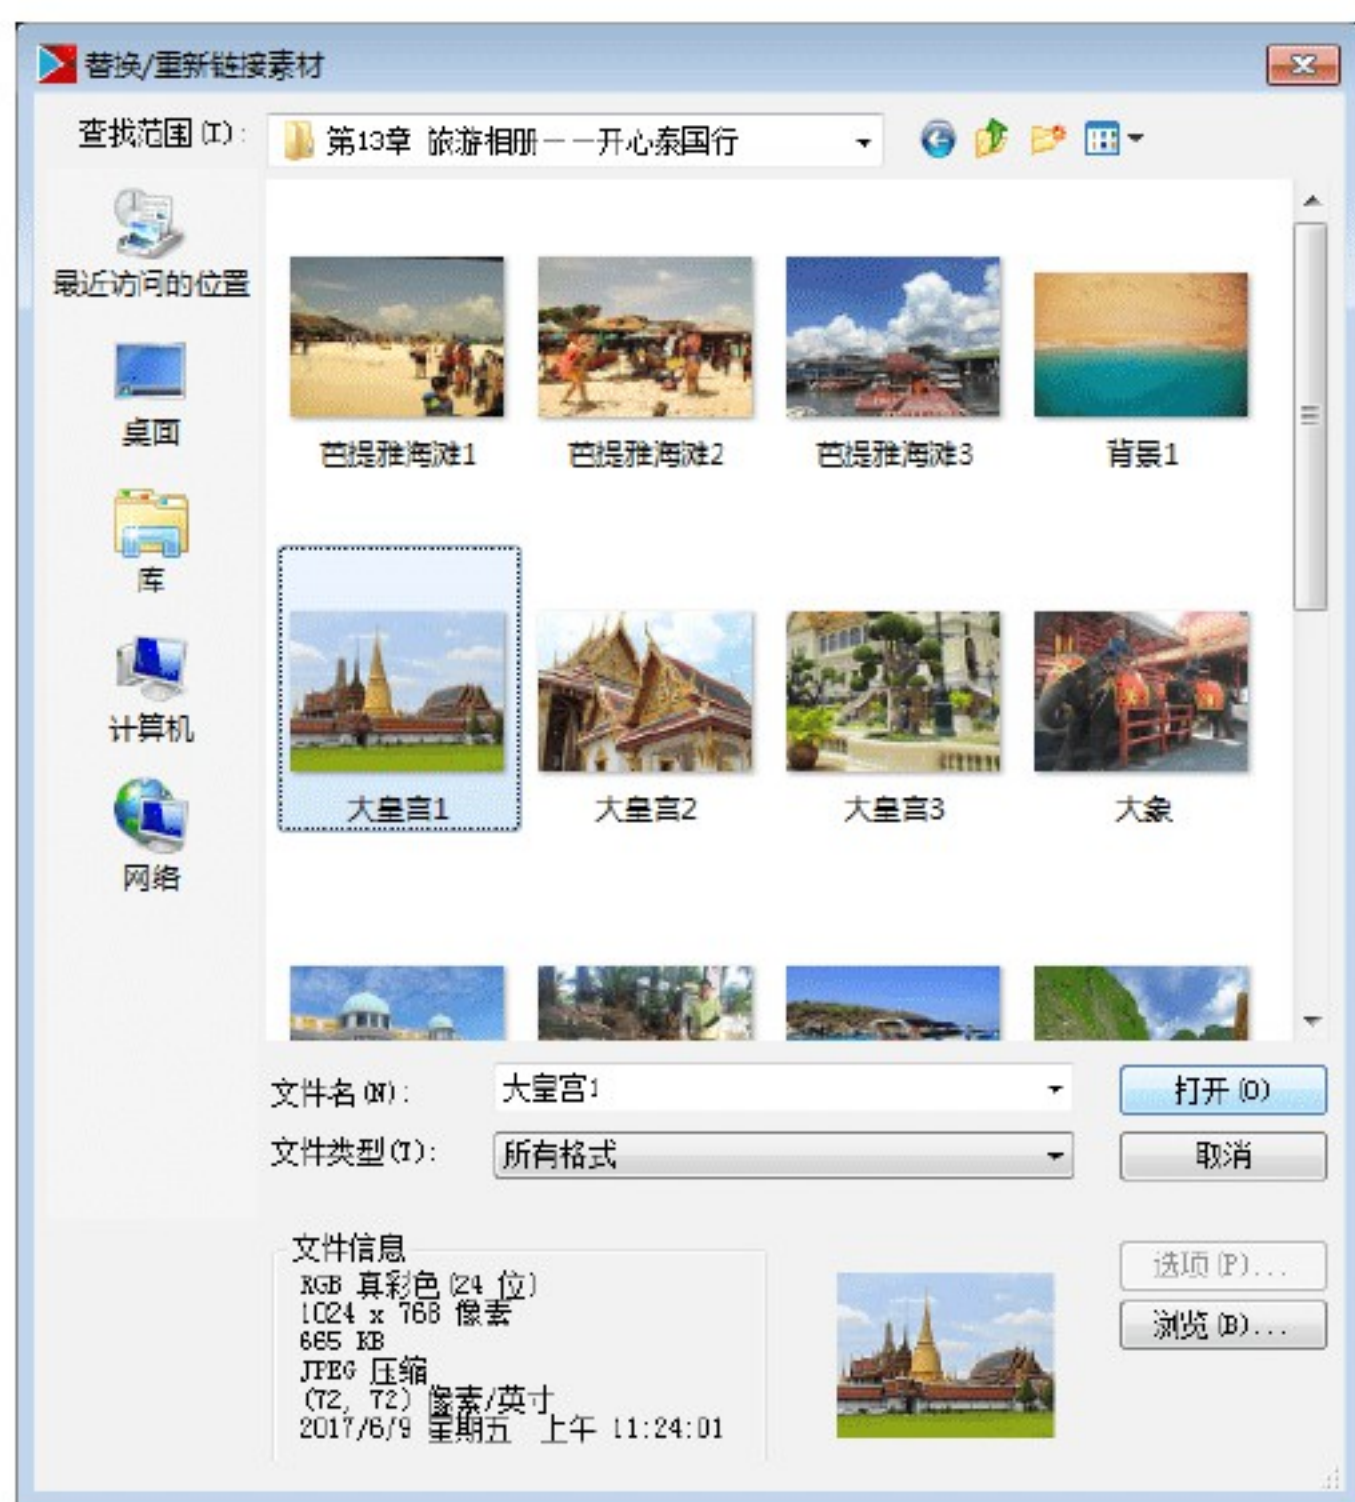 替换/重新链接素材
查找范围(I):
第13章 旅游相册——开心泰国行
最近访问的位置
桌面
库
计算机
网络
芭提雅海滩1
芭提雅海滩2
芭提雅海滩3
背景1
大皇宫1
大皇宫2
大皇宫3
大象
文件名(N):
大皇宫1
打开(O)
文件类型(T):
所有格式
取消
文件信息
RGB 真彩色(24 位)
1024 x 768 像素
665 KB
JPEG 压缩
(72, 72) 像素/英寸
2017/6/9 星期五 上午 11:24:01
选项(P)...
浏览(B)...